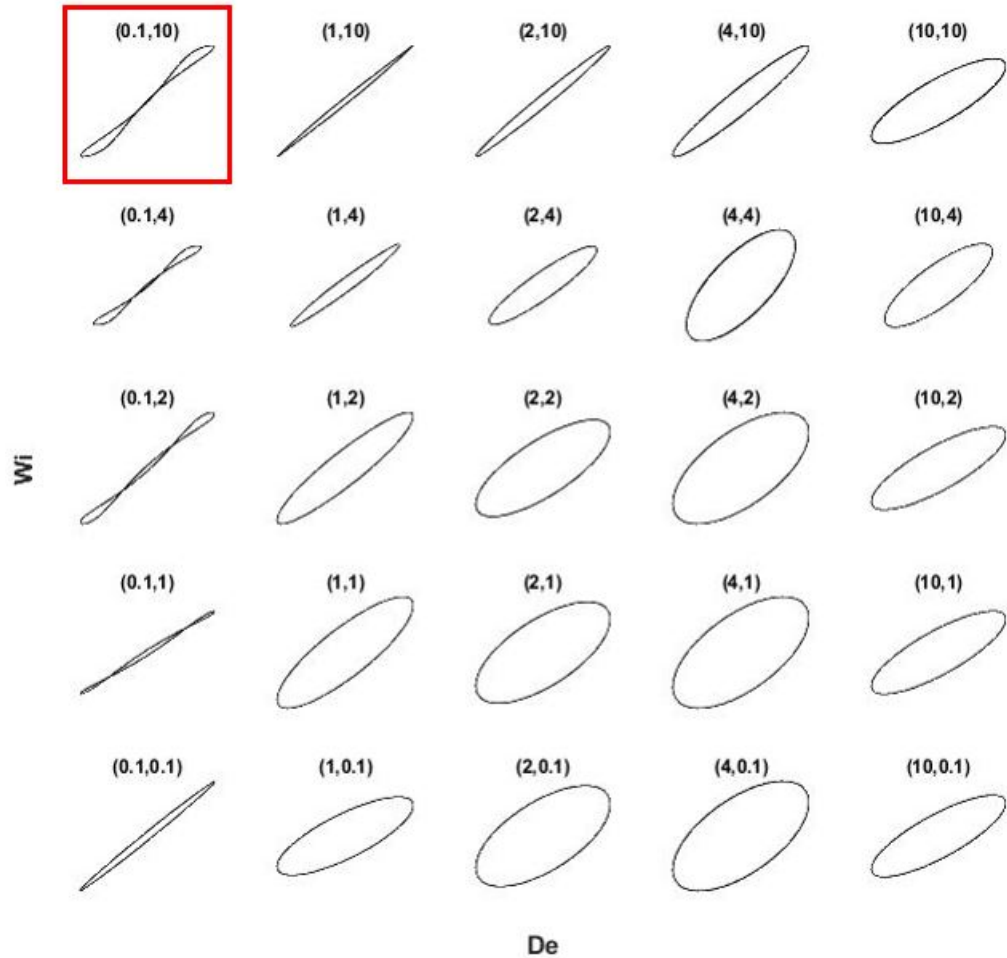 (0.1,10) (1,10) (2,10) (4,10) (10,10)
(0.1,4) (1,4) (2,4) (4,4) (10,4)
(0.1,2) (1,2) (2,2) (4,2) (10,2)
Wi
(0.1,1) (1,1) (2,1) (4,1) (10,1)
(0.1,0.1) (1,0.1) (2,0.1) (4,0.1) (10,0.1)
De